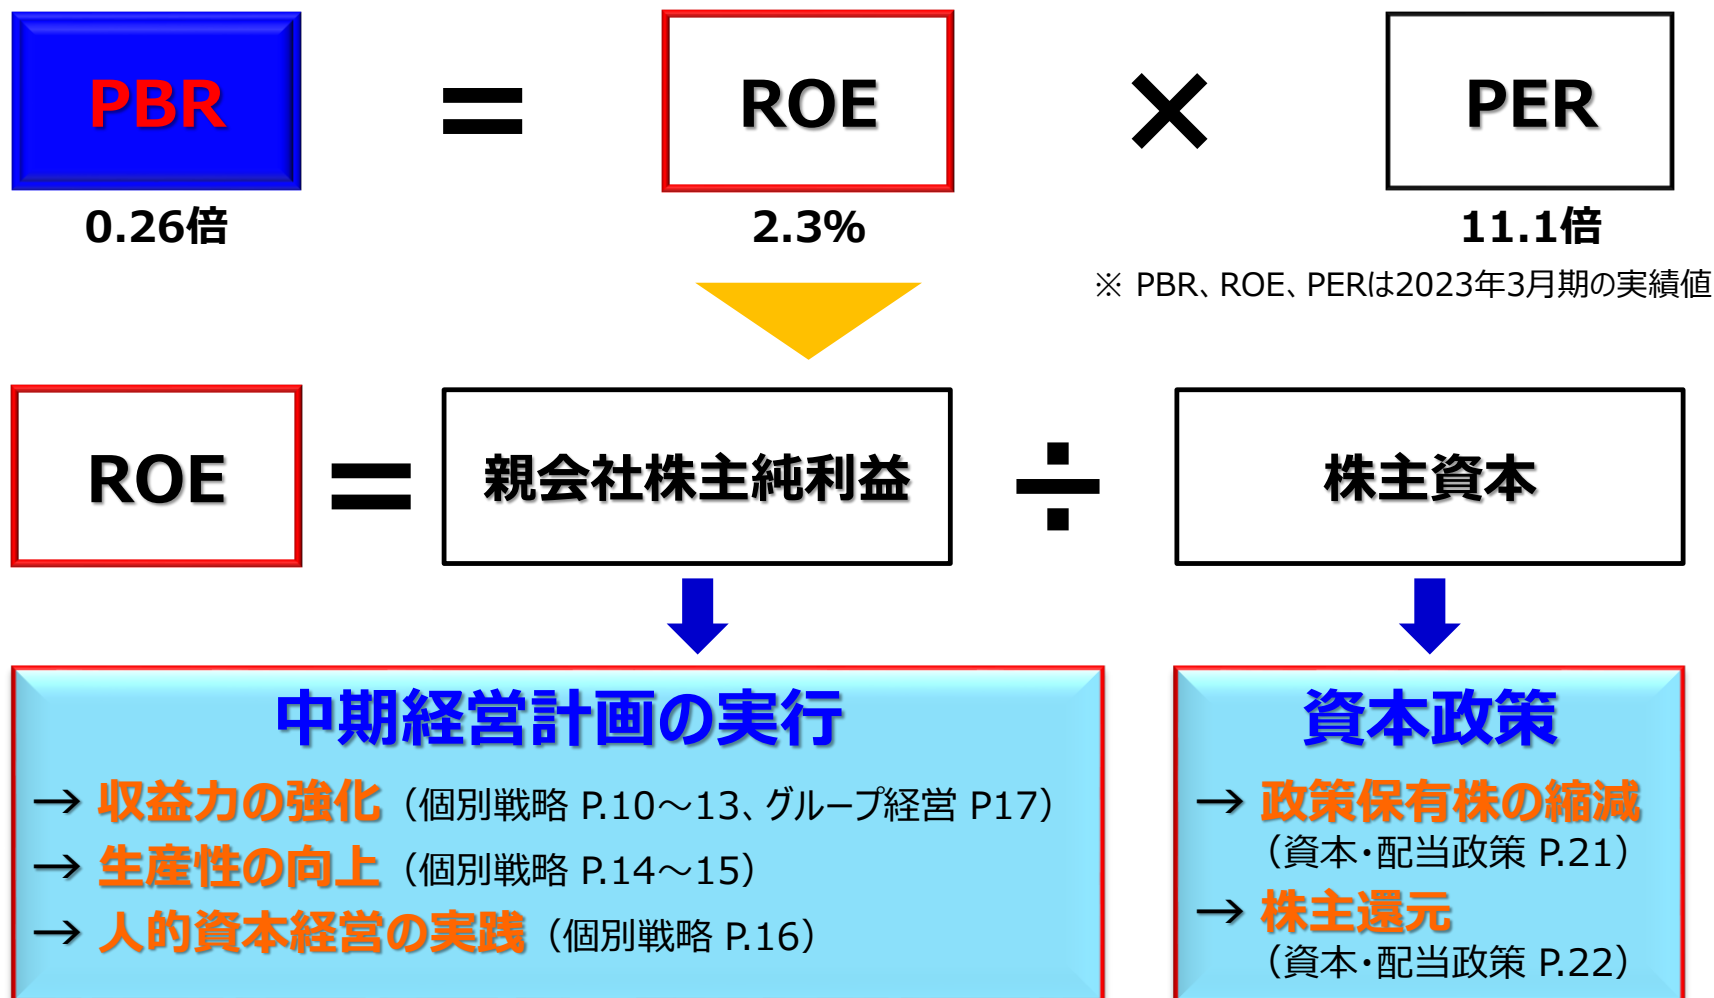 PBR = ROE × PER
0.26倍 2.3% 11.1倍
※ PBR、ROE、PERは2023年3月期の実績値
ROE = 親会社株主純利益 ÷ 株主資本
中期経営計画の実行
→ 収益力の強化（個別戦略 P.10～13、グループ経営 P17）
→ 生産性の向上（個別戦略 P.14～15）
→ 人的資本経営の実践（個別戦略 P.16）
資本政策
→ 政策保有株の縮減
（資本・配当政策 P.21）
→ 株主還元
（資本・配当政策 P.22）